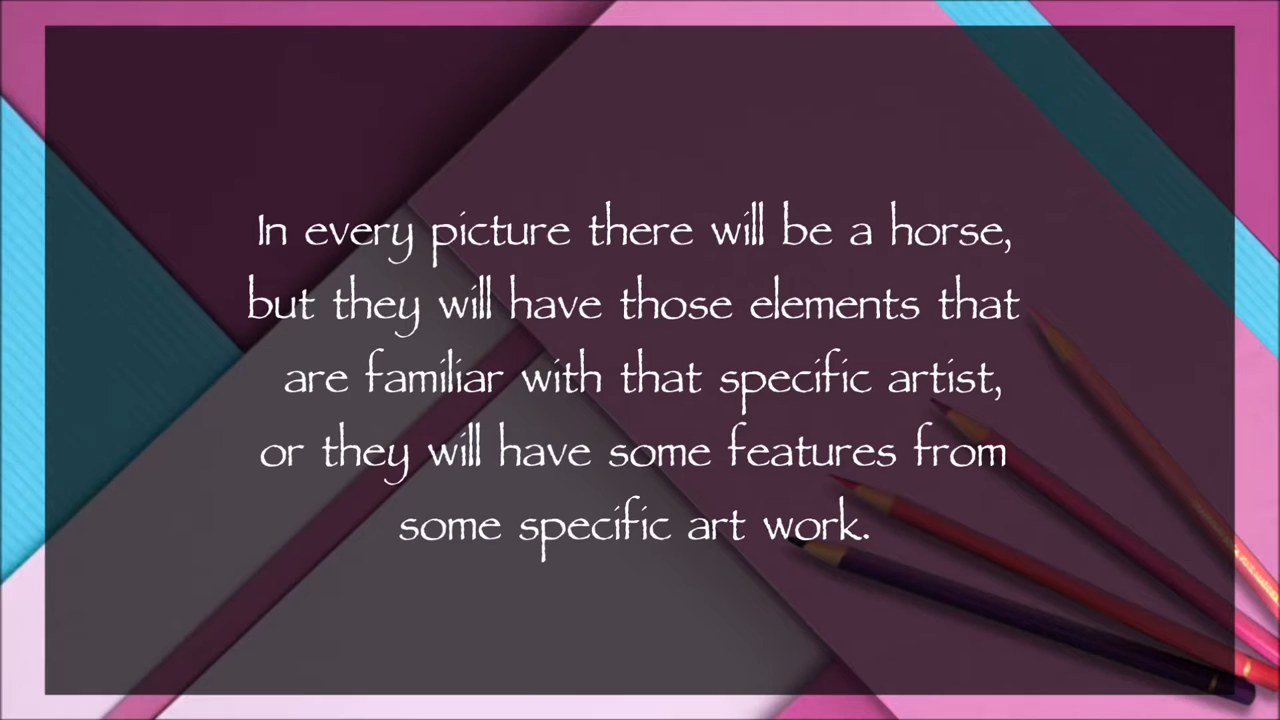 In every picture there will be a horse,
but they will have those elements that
are familiar with that specific artist,
or they will have some features from
some specific art work.